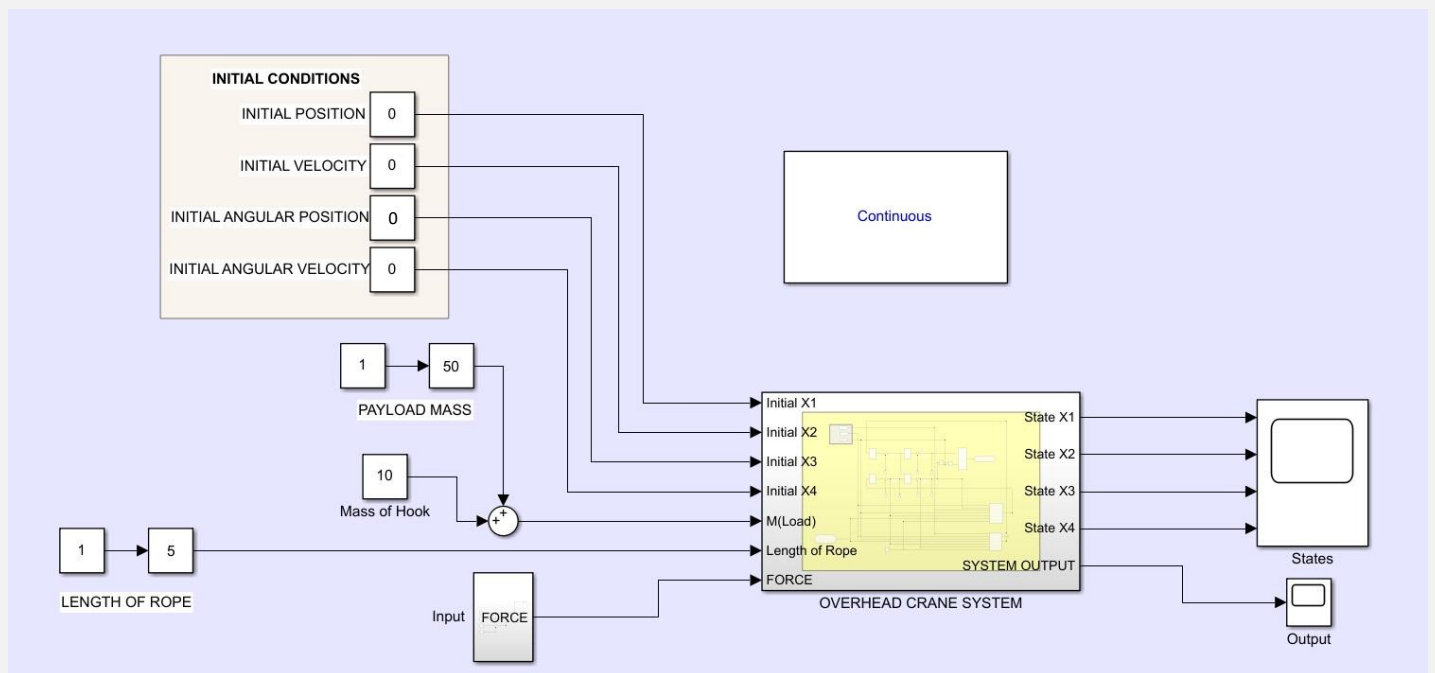 INITIAL CONDITIONS
INITIAL POSITION 0
INITIAL VELOCITY 0
INITIAL ANGULAR POSITION 0
INITIAL ANGULAR VELOCITY 0
Continuous
1 50
PAYLOAD MASS
10
Mass of Hook
1 5
LENGTH OF ROPE
Input FORCE
Initial X1
Initial X2
Initial X3
Initial X4
M(Load)
Length of Rope
FORCE
State X1
State X2
State X3
State X4
SYSTEM OUTPUT
OVERHEAD CRANE SYSTEM
States
Output
++